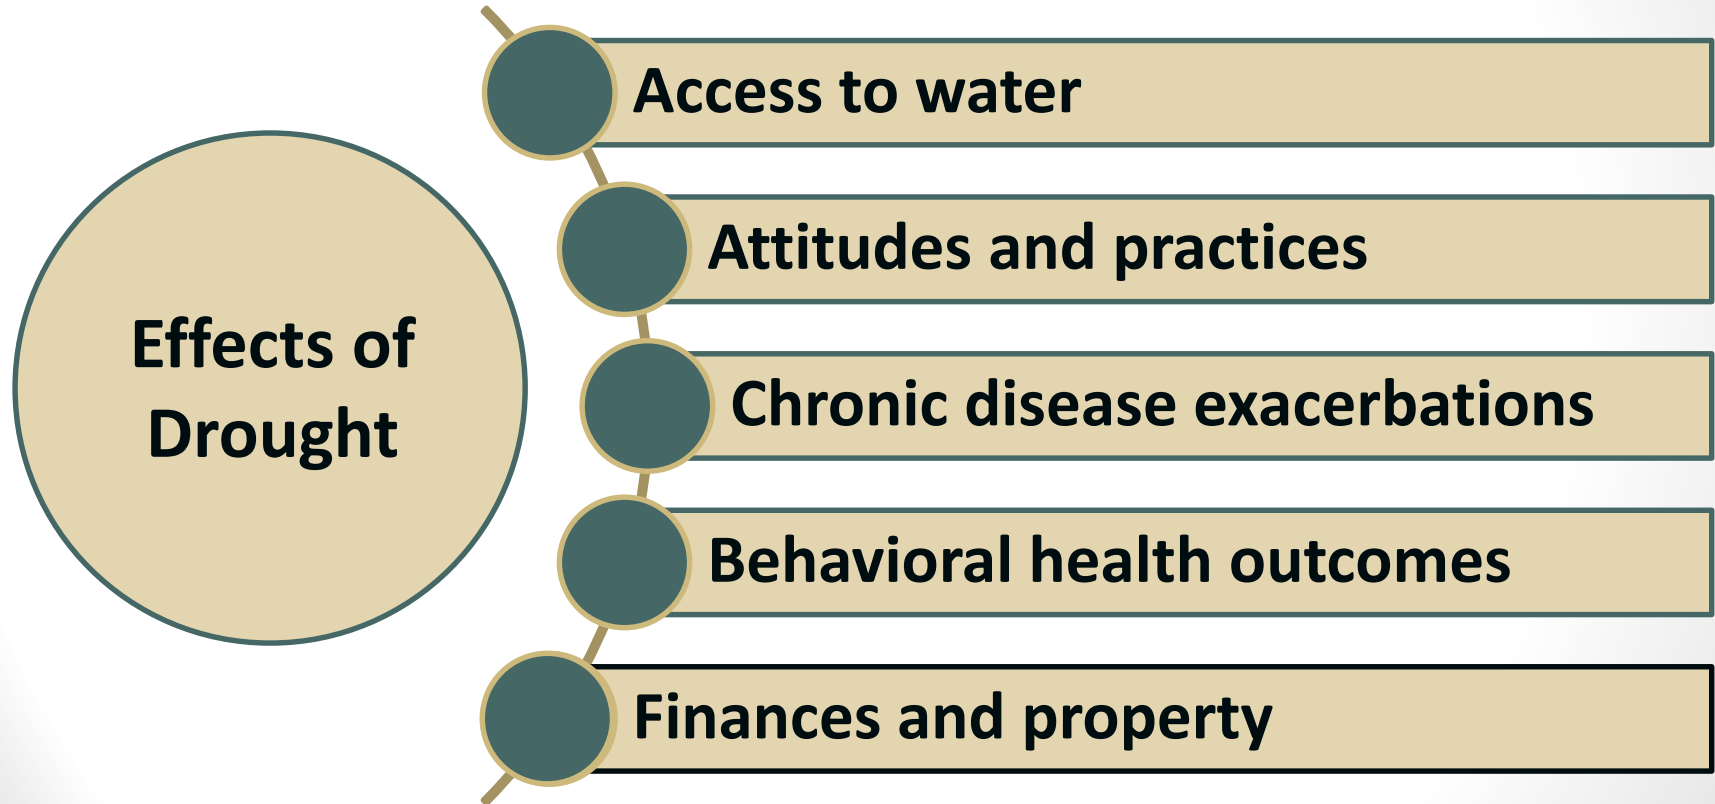 Effects of
Drought
Access to water
Attitudes and practices
Chronic disease exacerbations
Behavioral health outcomes
Finances and property